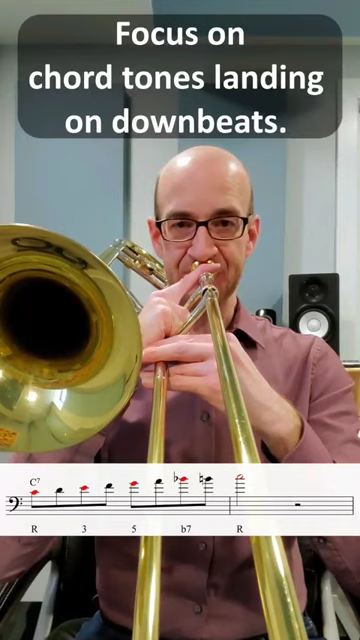 Focus on
chord tones landing
on downbeats.
C7
R 3 5 b7 R